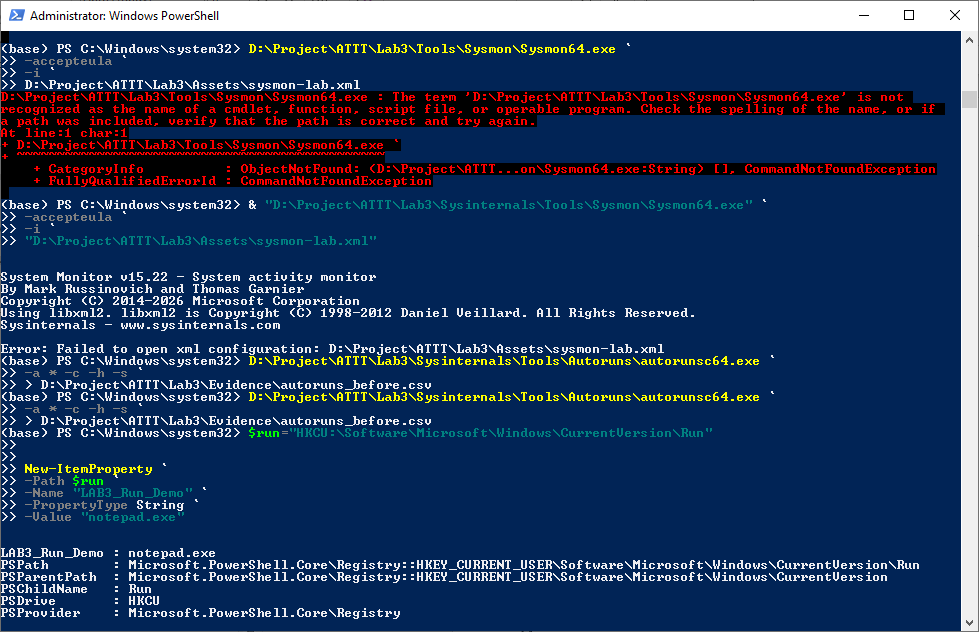 Administrator: Windows PowerShell
(base) PS C:\Windows\system32> D:\Project\ATTT\Lab3\Tools\Sysmon\Sysmon64.exe `
>> -accepteula `
>> -i `
>> D:\Project\ATTT\Lab3\Assets\sysmon-lab.xml
D:\Project\ATTT\Lab3\Tools\Sysmon\Sysmon64.exe : The term 'D:\Project\ATTT\Lab3\Tools\Sysmon\Sysmon64.exe' is not
recognized as the name of a cmdlet, function, script file, or operable program. Check the spelling of the name, or if
a path was included, verify that the path is correct and try again.
At line:1 char:1
+ D:\Project\ATTT\Lab3\Tools\Sysmon\Sysmon64.exe `
+ ~~~~~~~~~~~~~~~~~~~~~~~~~~~~~~~~~~~~~~~~~~~~~~
    + CategoryInfo          : ObjectNotFound: (D:\Project\ATTT...on\Sysmon64.exe:String) [], CommandNotFoundException
    + FullyQualifiedErrorId : CommandNotFoundException
(base) PS C:\Windows\system32> & "D:\Project\ATTT\Lab3\Sysinternals\Tools\Sysmon\Sysmon64.exe" `
>> -accepteula `
>> -i `
>> "D:\Project\ATTT\Lab3\Assets\sysmon-lab.xml"
System Monitor v15.22 - System activity monitor
By Mark Russinovich and Thomas Garnier
Copyright (C) 2014-2026 Microsoft Corporation
Using libxml2. libxml2 is Copyright (C) 1998-2012 Daniel Veillard. All Rights Reserved.
Sysinternals - www.sysinternals.com
Error: Failed to open xml configuration: D:\Project\ATTT\Lab3\Assets\sysmon-lab.xml
(base) PS C:\Windows\system32> D:\Project\ATTT\Lab3\Sysinternals\Tools\Autoruns\autorunsc64.exe `
>> -a * -c -h -s `
>> > D:\Project\ATTT\Lab3\Evidence\autoruns_before.csv
(base) PS C:\Windows\system32> D:\Project\ATTT\Lab3\Sysinternals\Tools\Autoruns\autorunsc64.exe `
>> -a * -c -h -s `
>> > D:\Project\ATTT\Lab3\Evidence\autoruns_before.csv
(base) PS C:\Windows\system32> $run="HKCU:\Software\Microsoft\Windows\CurrentVersion\Run"
>>
>>
>> New-ItemProperty `
>> -Path $run `
>> -Name "LAB3_Run_Demo" `
>> -PropertyType String `
>> -Value "notepad.exe"
LAB3_Run_Demo : notepad.exe
PSPath        : Microsoft.PowerShell.Core\Registry::HKEY_CURRENT_USER\Software\Microsoft\Windows\CurrentVersion\Run
PSParentPath  : Microsoft.PowerShell.Core\Registry::HKEY_CURRENT_USER\Software\Microsoft\Windows\CurrentVersion
PSChildName   : Run
PSDrive       : HKCU
PSProvider    : Microsoft.PowerShell.Core\Registry